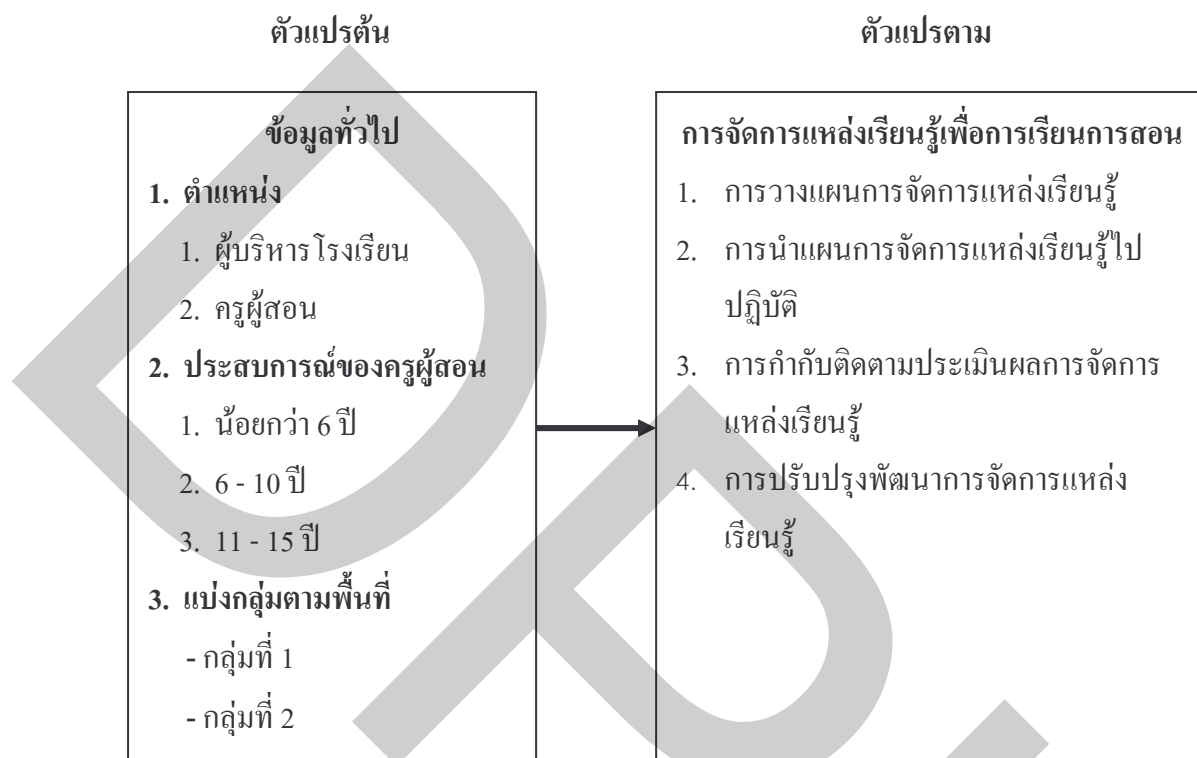 ตัวแปรต้น
ข้อมูลทั่วไป
1. ตำแหน่ง
1. ผู้บริหารโรงเรียน
2. ครูผู้สอน
2. ประสบการณ์ของครูผู้สอน
1. น้อยกว่า 6 ปี
2. 6 - 10 ปี
3. 11 - 15 ปี
3. แบ่งกลุ่มตามพื้นที่
- กลุ่มที่ 1
- กลุ่มที่ 2
ตัวแปรตาม
การจัดการแหล่งเรียนรู้เพื่อการเรียนการสอน
1. การวางแผนการจัดการแหล่งเรียนรู้
2. การนำแผนการจัดการแหล่งเรียนรู้ไป
ปฏิบัติ
3. การกำกับติดตามประเมินผลการจัดการ
แหล่งเรียนรู้
4. การปรับปรุงพัฒนาการจัดการแหล่ง
เรียนรู้